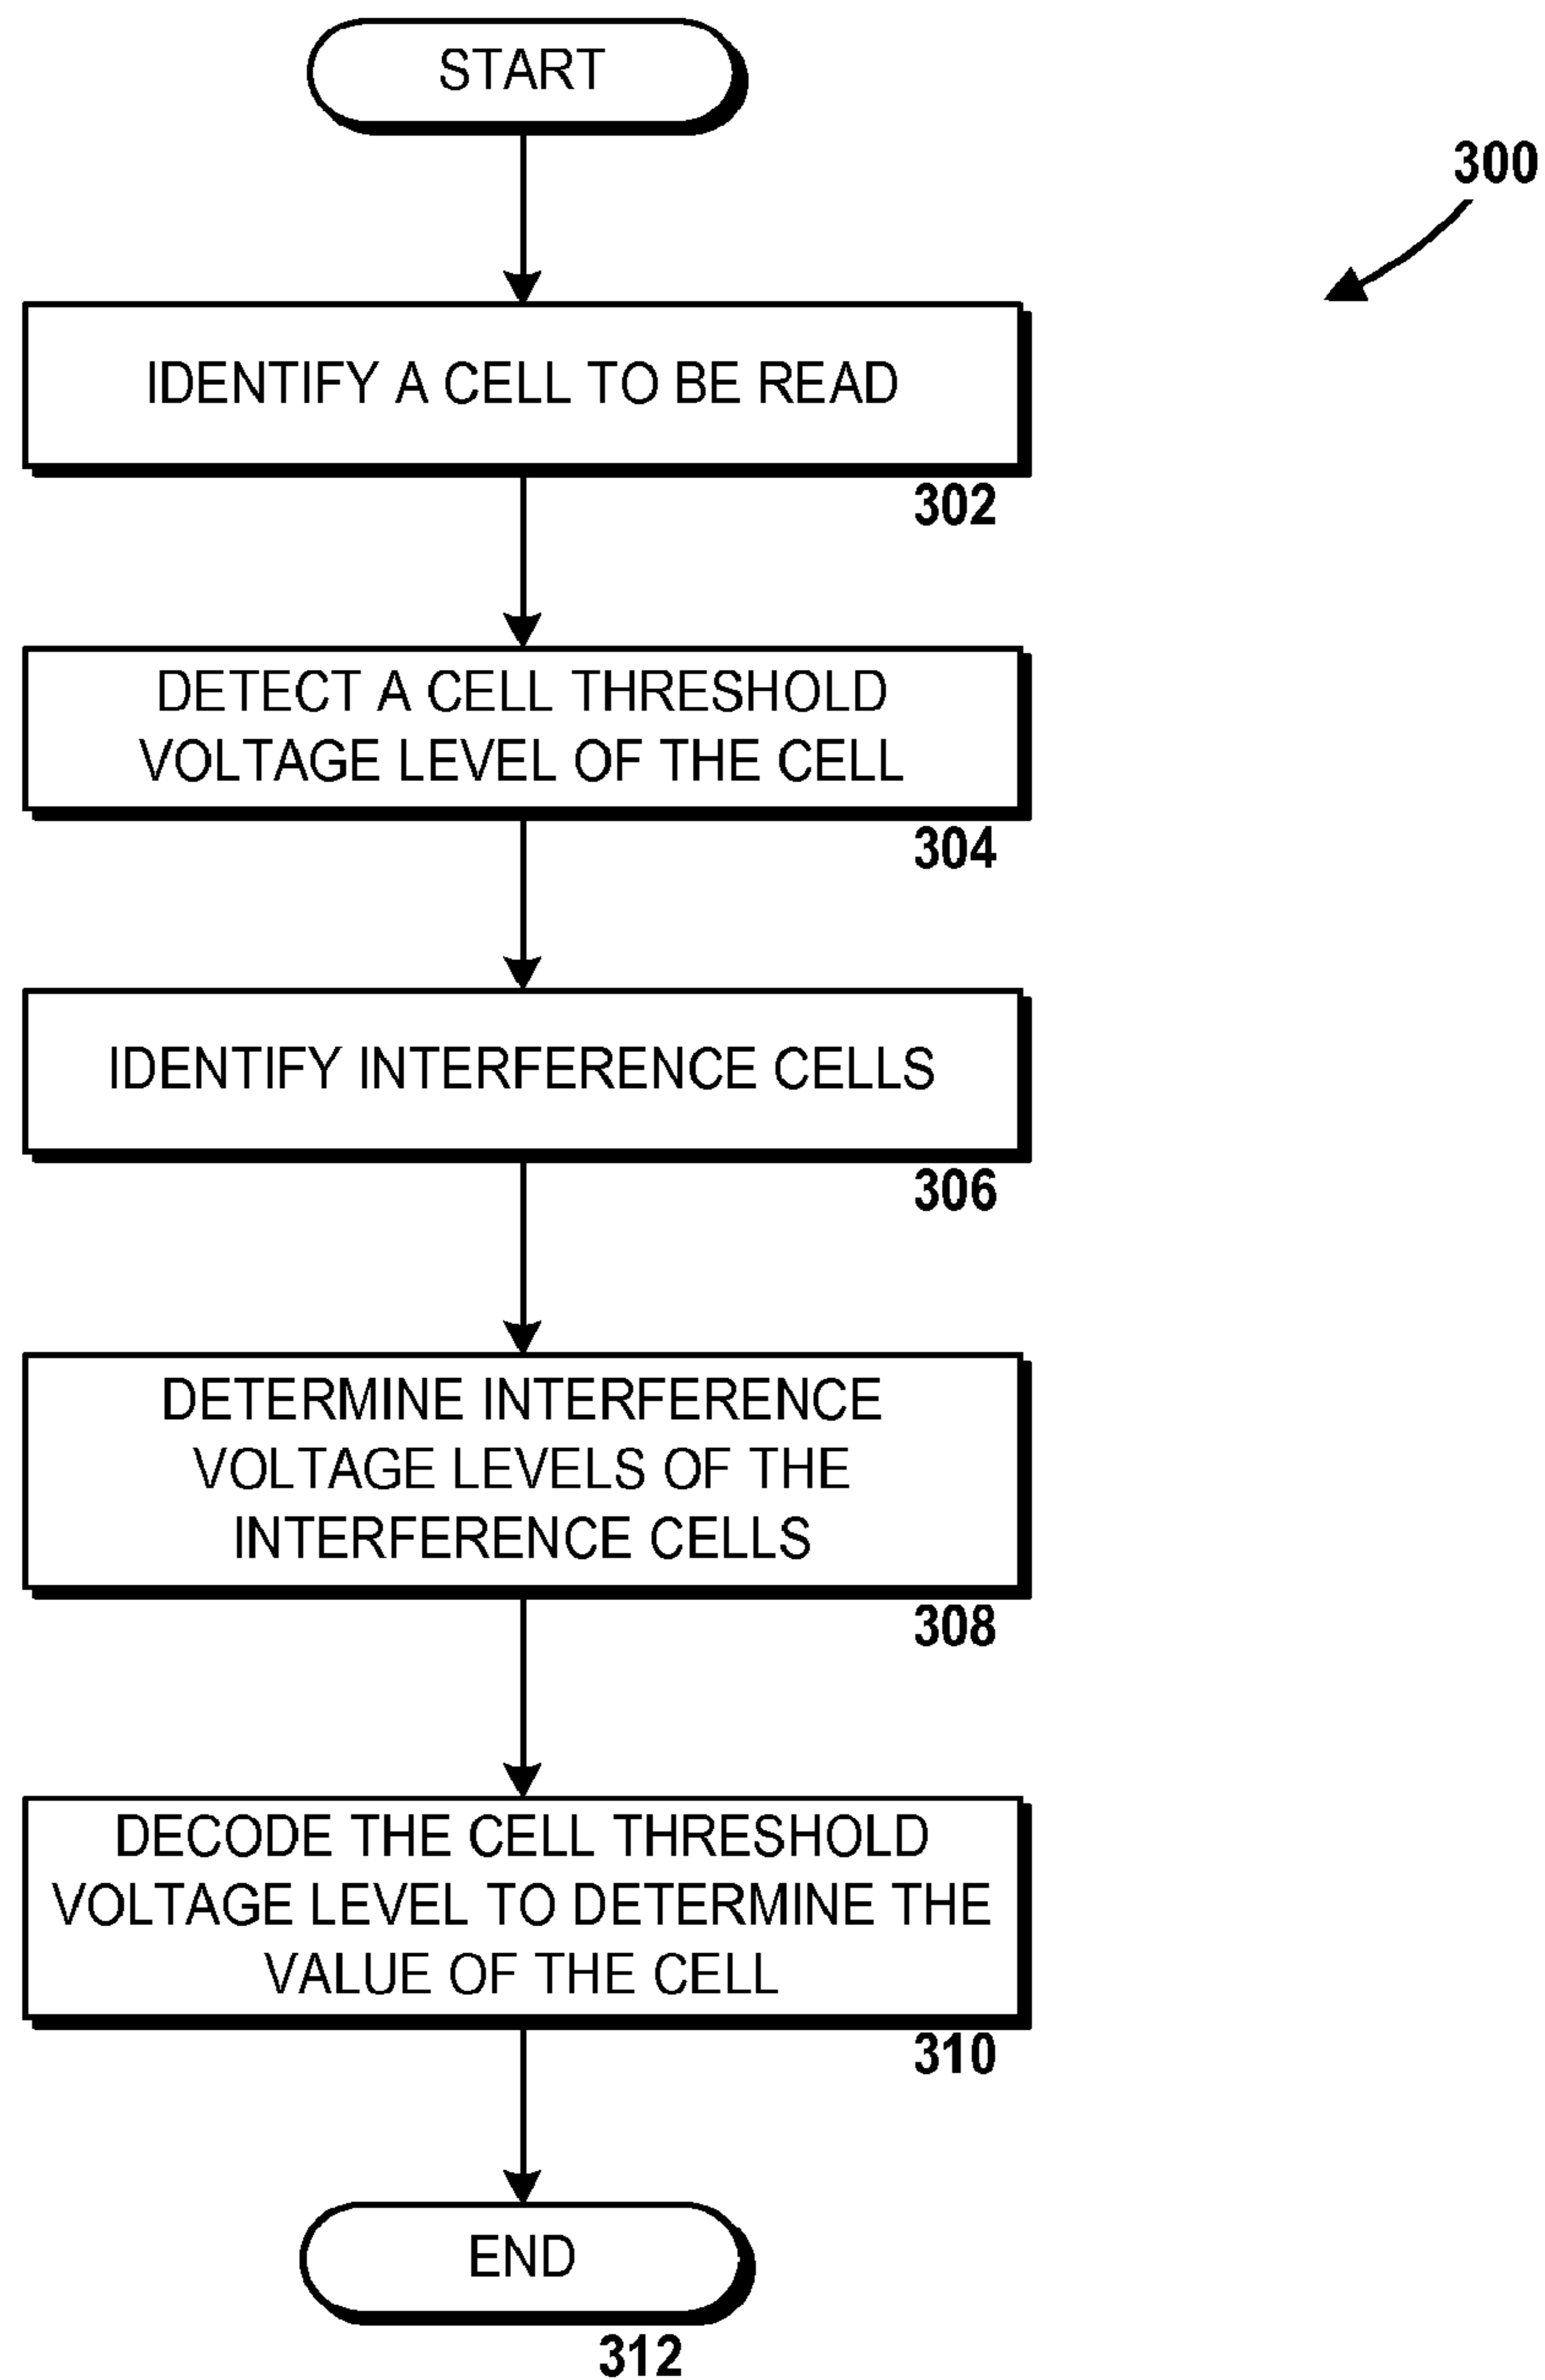 START
300
IDENTIFY A CELL TO BE READ
302
DETECT A CELL THRESHOLD
VOLTAGE LEVEL OF THE CELL
304
IDENTIFY INTERFERENCE CELLS
306
DETERMINE INTERFERENCE
VOLTAGE LEVELS OF THE
INTERFERENCE CELLS
308
DECODE THE CELL THRESHOLD
VOLTAGE LEVEL TO DETERMINE THE
VALUE OF THE CELL
310
END
312